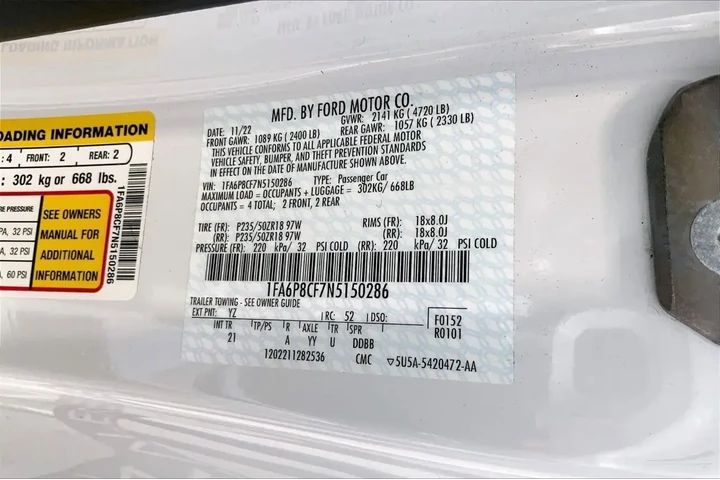 LOADING INFORMATION
: 4 FRONT: 2 REAR: 2
: 302 kg or 668 lbs.
PRESSURE
PA, 32 PSI
PA, 32 PSI
A, 60 PSI
SEE OWNERS
MANUAL FOR
ADDITIONAL
INFORMATION
1FA6P8CF7N5150286
MFD. BY FORD MOTOR CO.
DATE: 11/22 GVWR: 2141 KG ( 4720 LB)
FRONT GAWR: 1089 KG ( 2400 LB) REAR GAWR: 1057 KG ( 2330 LB)
THIS VEHICLE CONFORMS TO ALL APPLICABLE FEDERAL MOTOR
VEHICLE SAFETY, BUMPER, AND THEFT PREVENTION STANDARDS
IN EFFECT ON THE DATE OF MANUFACTURE SHOWN ABOVE.
VIN: 1FA6P8CF7N5150286 TYPE: Passenger Car
MAXIMUM LOAD = OCCUPANTS + LUGGAGE = 302KG/ 668LB
OCCUPANTS = 4 TOTAL; 2 FRONT, 2 REAR
TIRE (FR): P235/50ZR18 97W RIMS (FR): 18x8.0J
(RR): P235/50ZR18 97W (RR): 18x8.0J
PRESSURE (FR): 220 kPa/ 32 PSI COLD (RR): 220 kPa/ 32 PSI COLD
1FA6P8CF7N5150286
TRAILER TOWING - SEE OWNER GUIDE
EXT PNT: YZ RC: 52 DSO: F0152
INT TR TP/PS R AXLE TR SPR R0101
21 A YY U DDBB
1202211282536 CMC ▽5U5A-5420472-AA